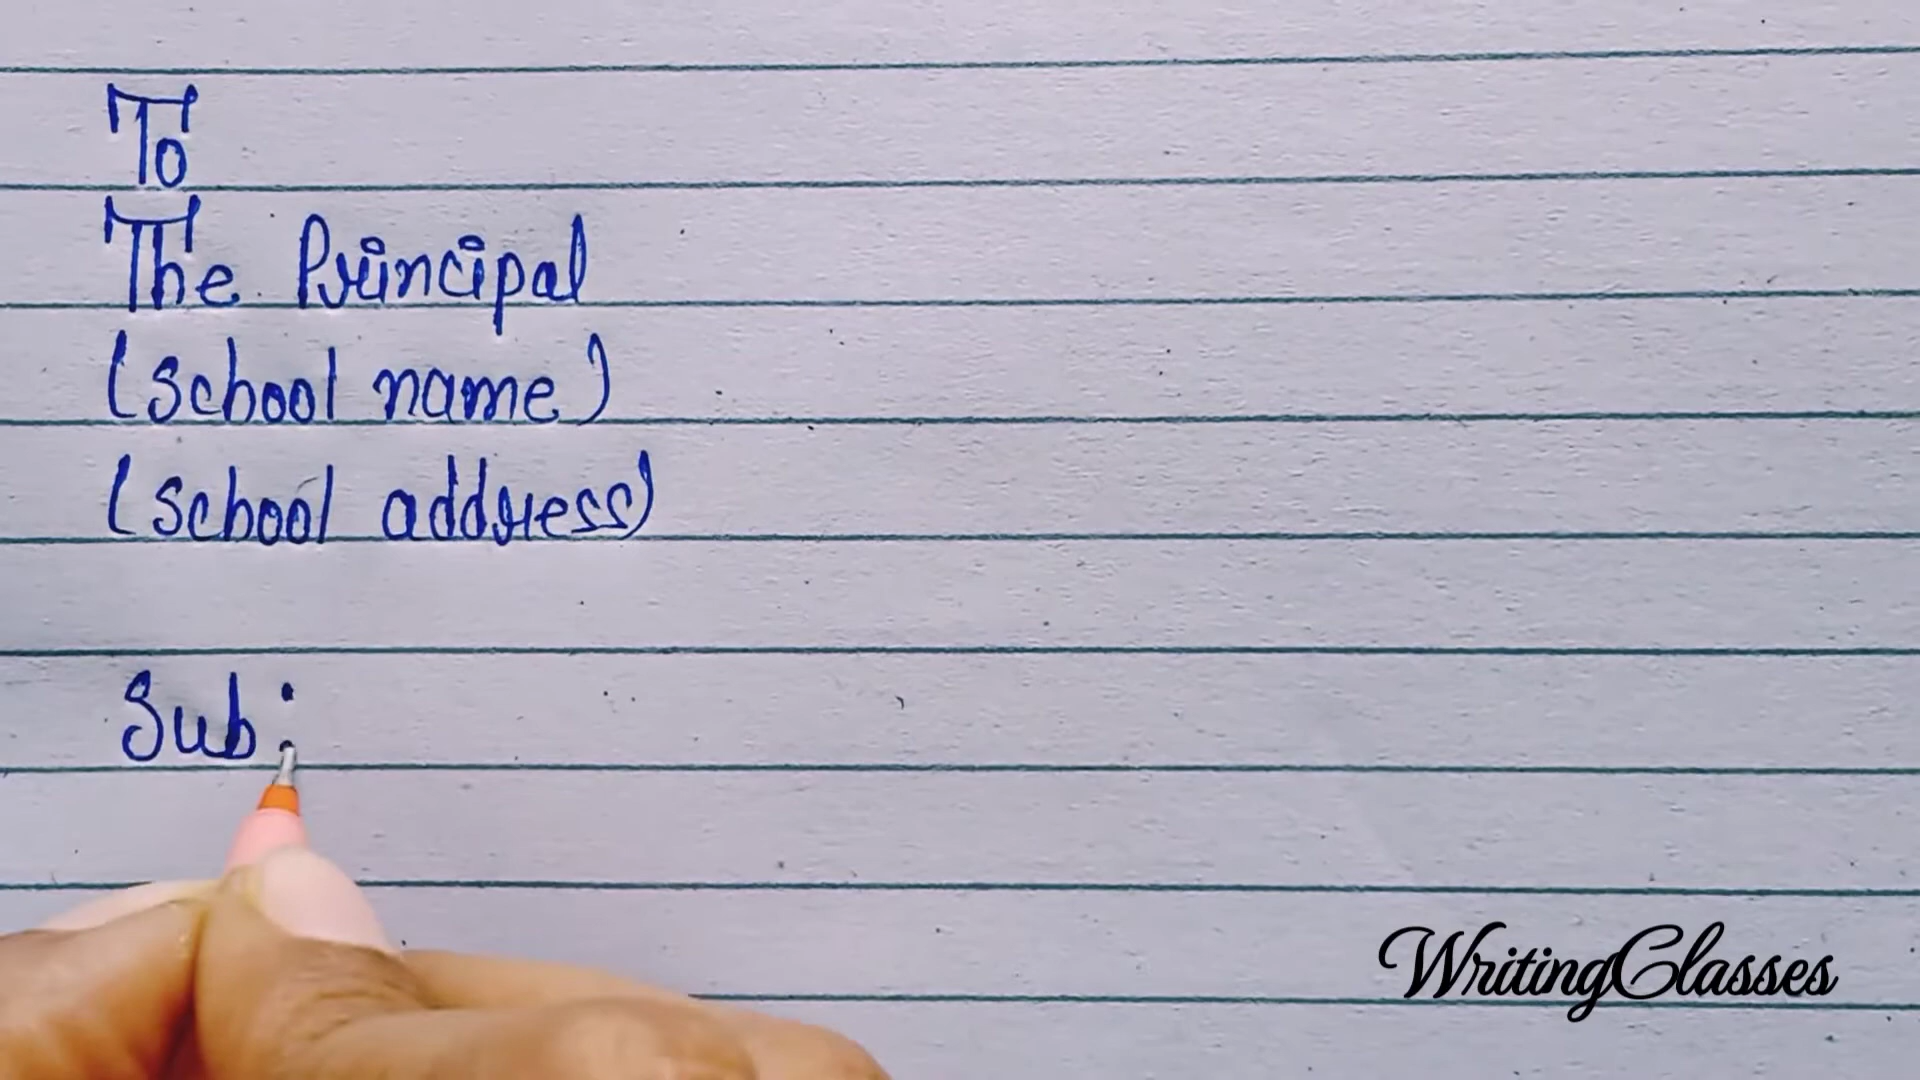 To
The Principal
(School name)
(School address)
Sub:
WritingClasses